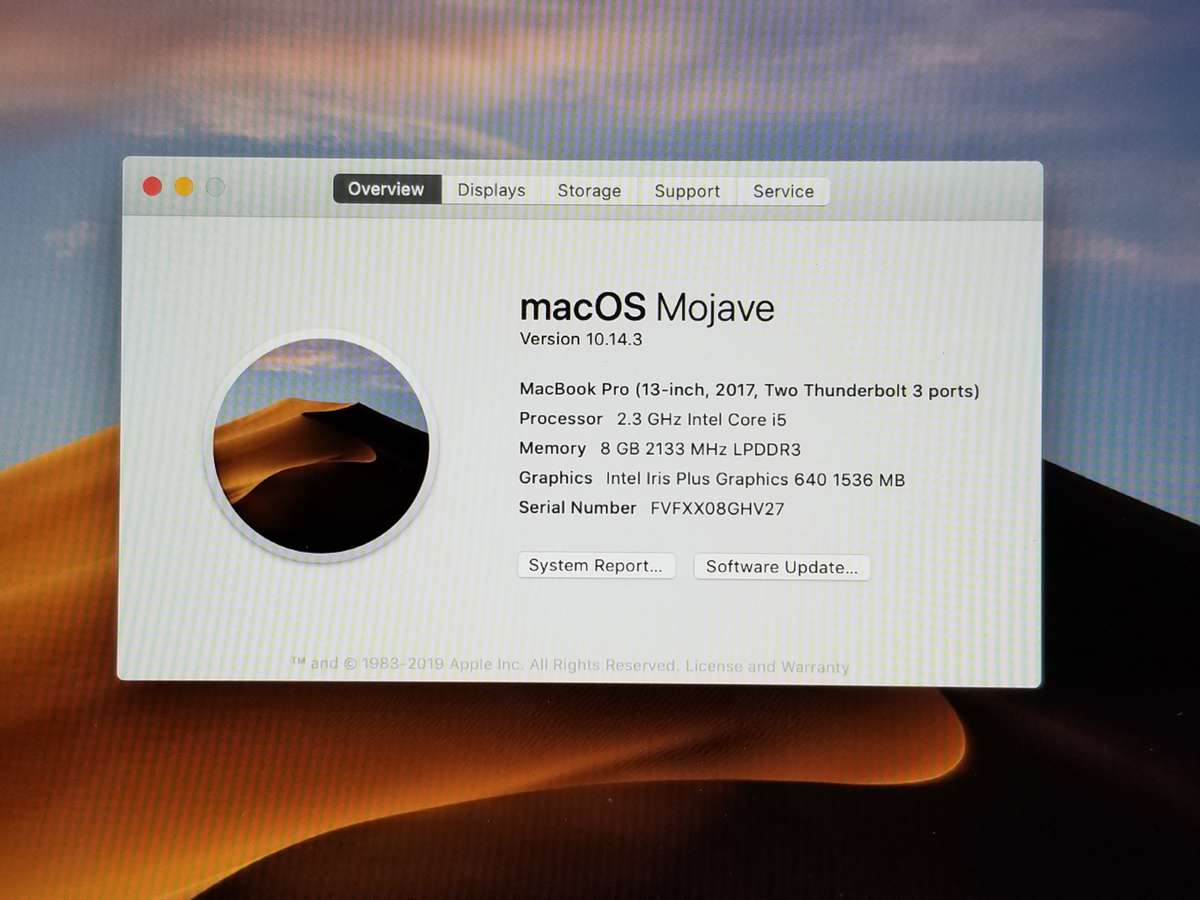 Overview Displays Storage Support Service
macOS Mojave
Version 10.14.3
MacBook Pro (13-inch, 2017, Two Thunderbolt 3 ports)
Processor 2.3 GHz Intel Core i5
Memory 8 GB 2133 MHz LPDDR3
Graphics Intel Iris Plus Graphics 640 1536 MB
Serial Number FVFXX08GHV27
System Report... Software Update...
™ and © 1983-2019 Apple Inc. All Rights Reserved. License and Warranty